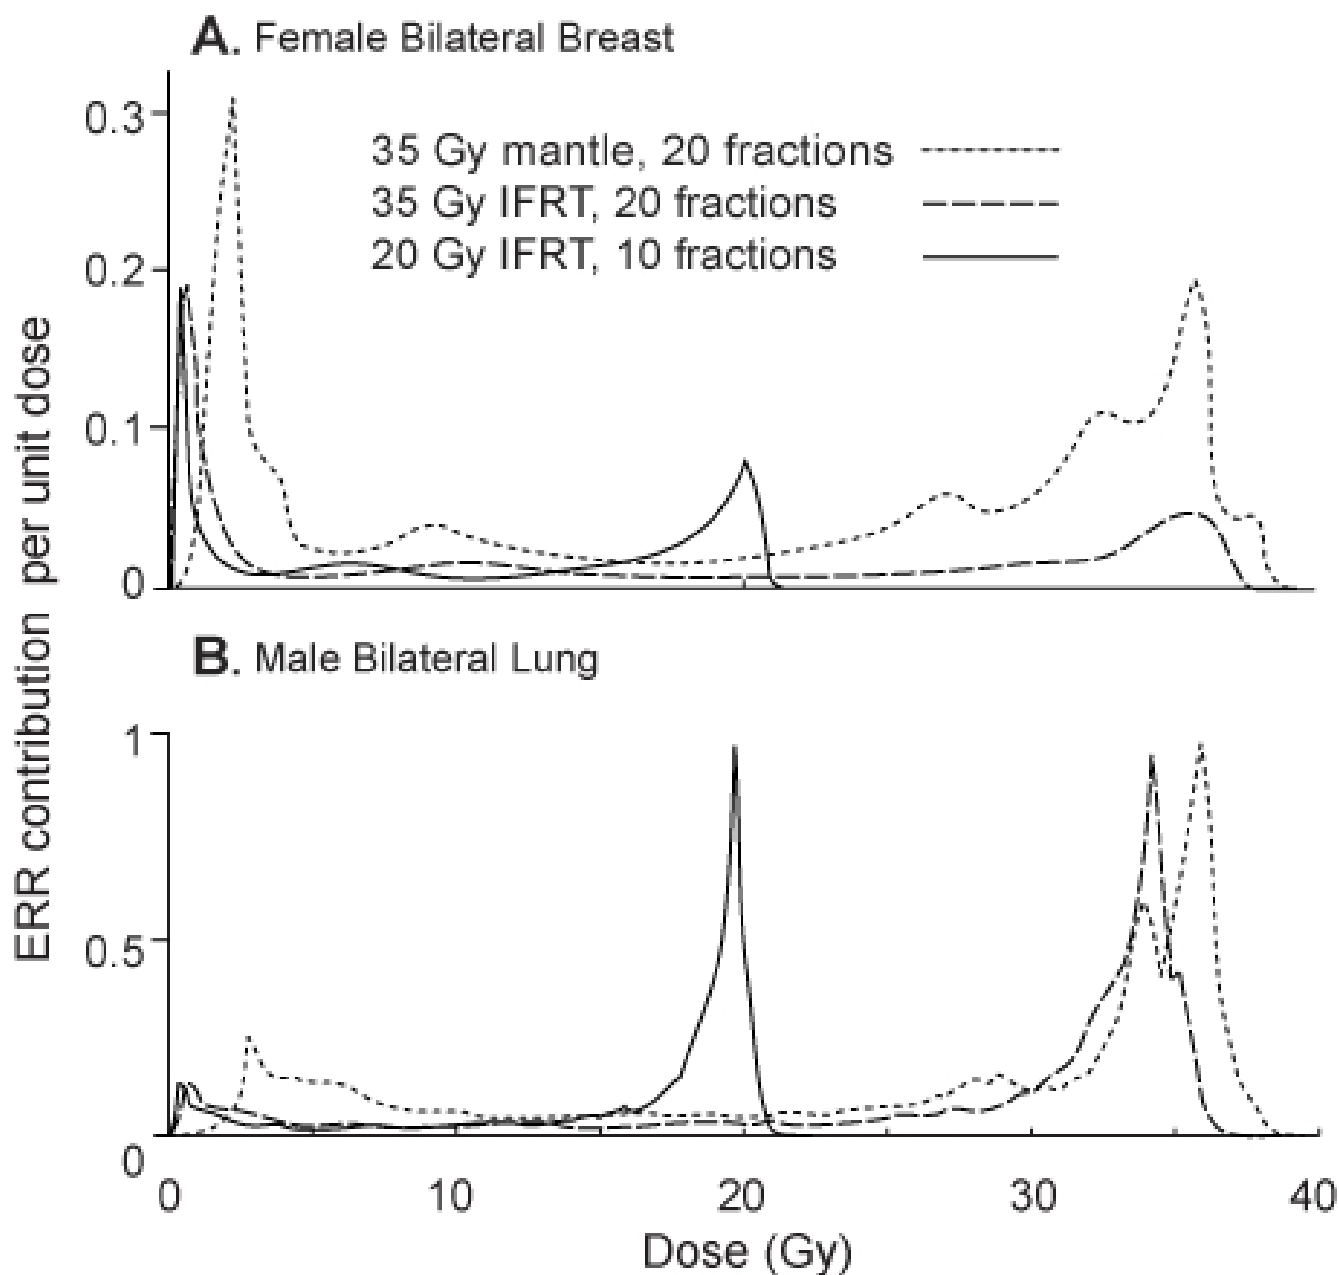 A. Female Bilateral Breast
0.3
35 Gy mantle, 20 fractions
35 Gy IFRT, 20 fractions
0.2
20 Gy IFRT, 10 fractions
0.1
0
ERR contribution per unit dose
B. Male Bilateral Lung
1
0.5
0
0 10 20 30 40
Dose (Gy)